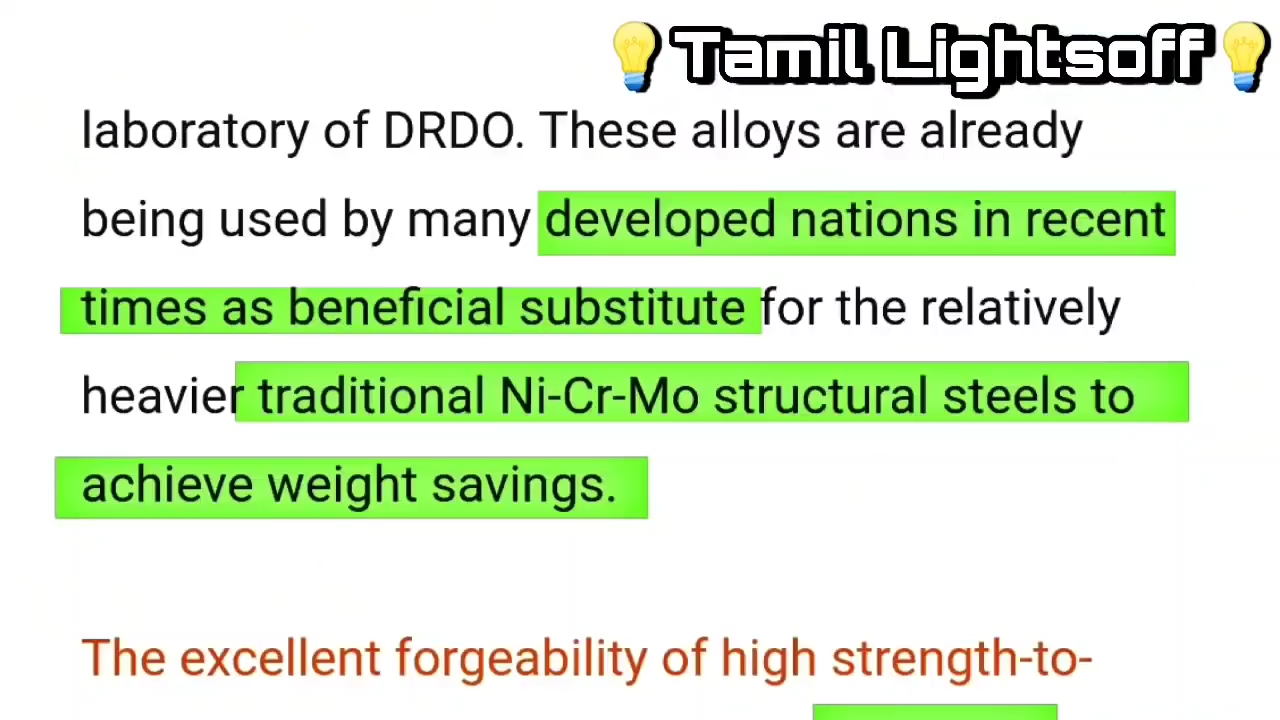 Tamil Lightsoff
laboratory of DRDO. These alloys are already
being used by many developed nations in recent
times as beneficial substitute for the relatively
heavier traditional Ni-Cr-Mo structural steels to
achieve weight savings.
The excellent forgeability of high strength-to-